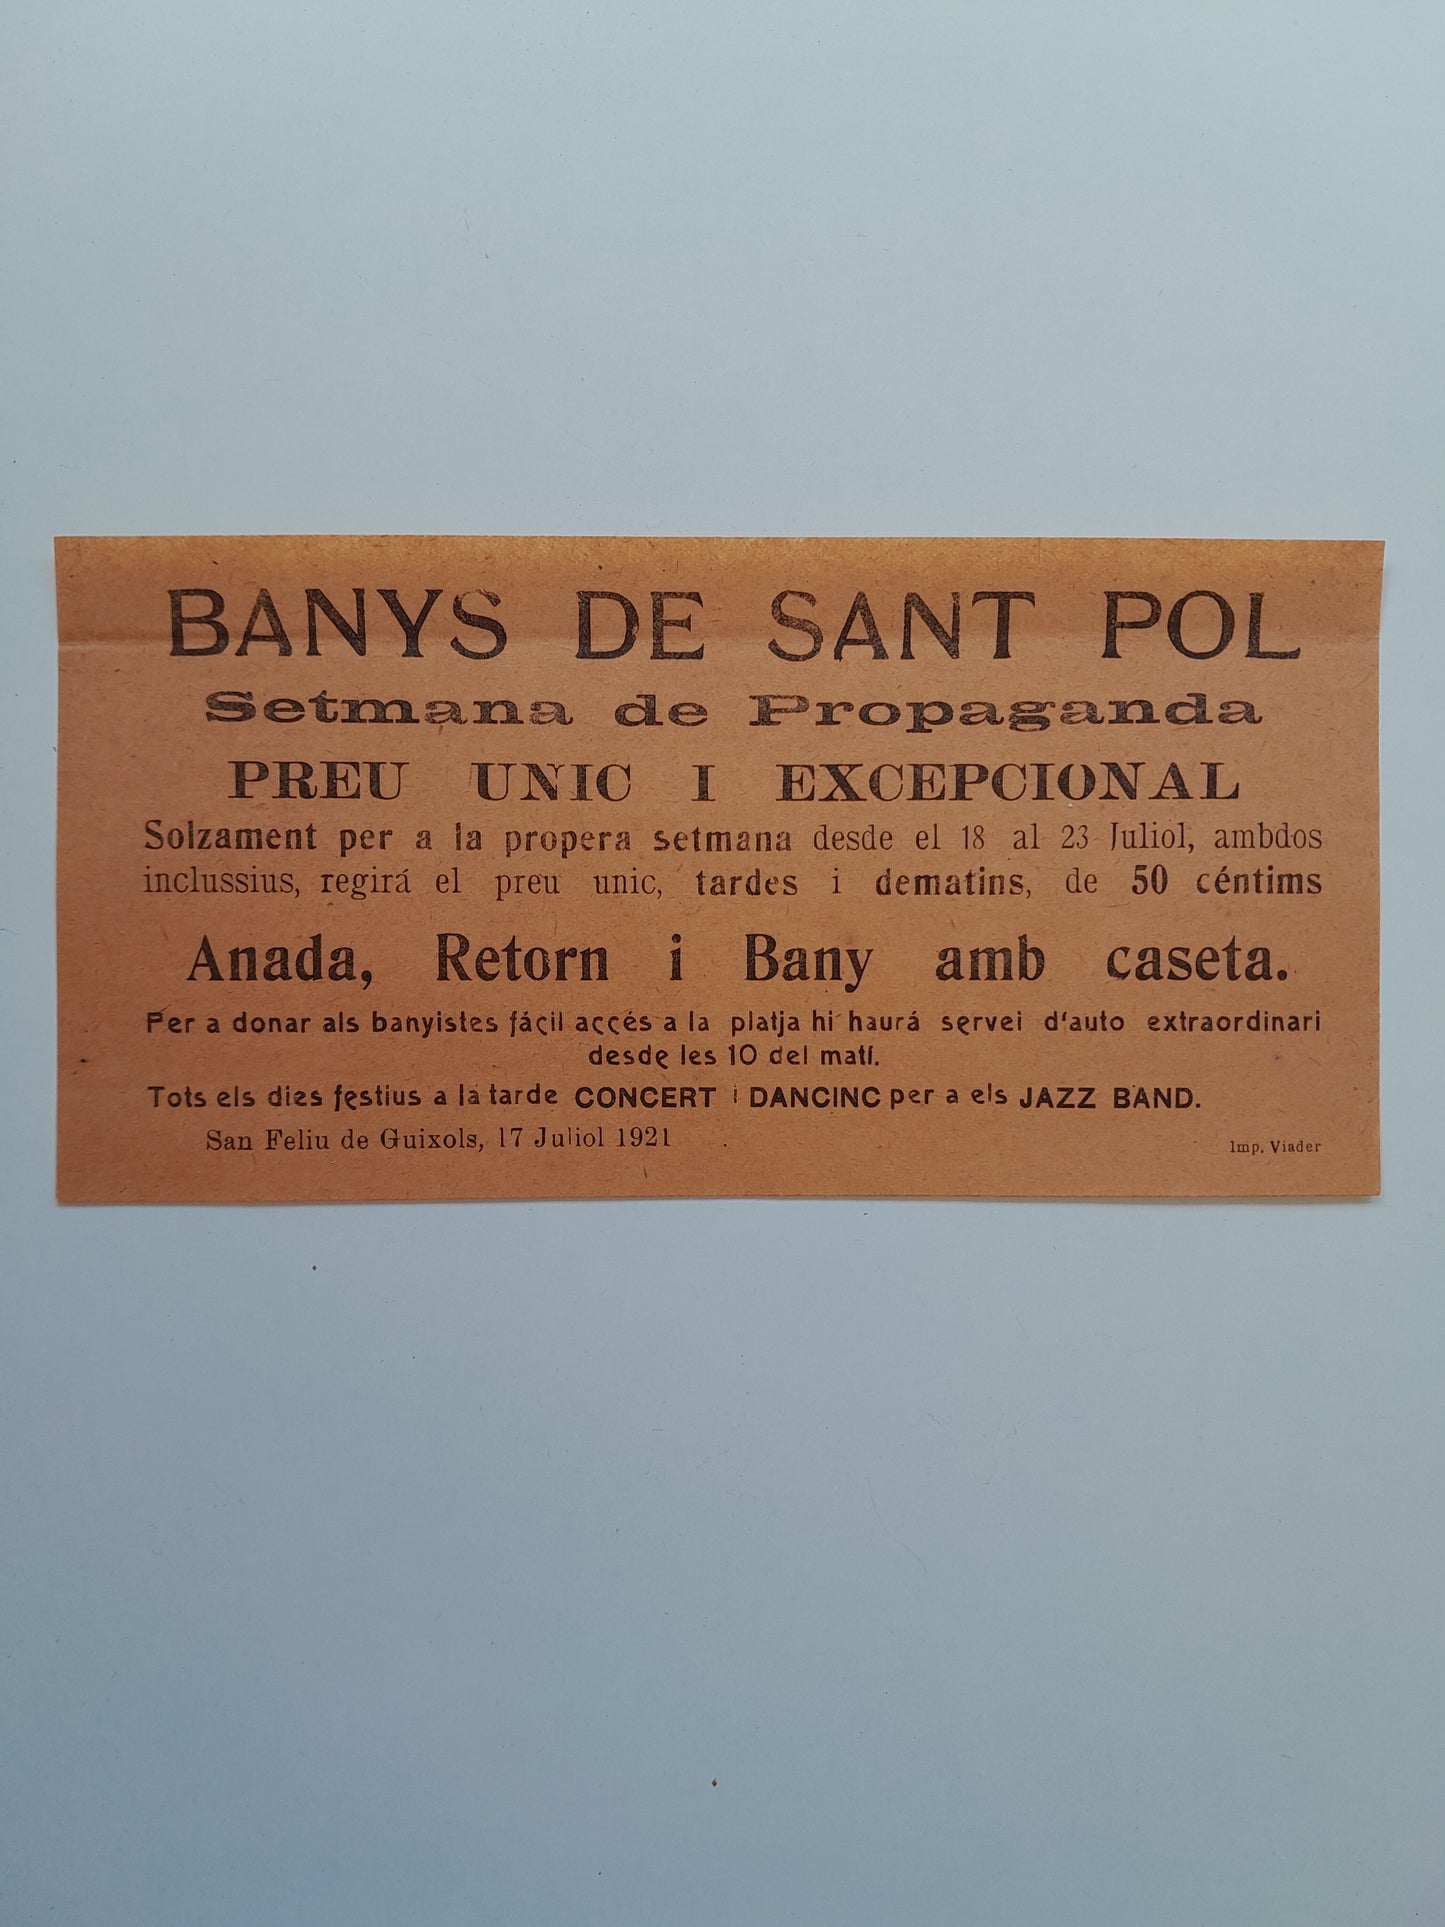 BANYS DE SANT POL
Setmana de Propaganda
PREU UNIC I EXCEPCIONAL
Solzament per a la propera setmana desde el 18 al 23 Juliol, ambdos
inclussius, regirá el preu unic, tardes i dematins, de 50 céntims
Anada, Retorn i Bany amb caseta.
Per a donar als banyistes fácil accés a la platja hi haurá servei d'auto extraordinari
desde les 10 del matí.
Tots els dies festius a la tarde CONCERT i DANCINC per a els JAZZ BAND.
San Feliu de Guixols, 17 Juliol 1921
Imp. Viader